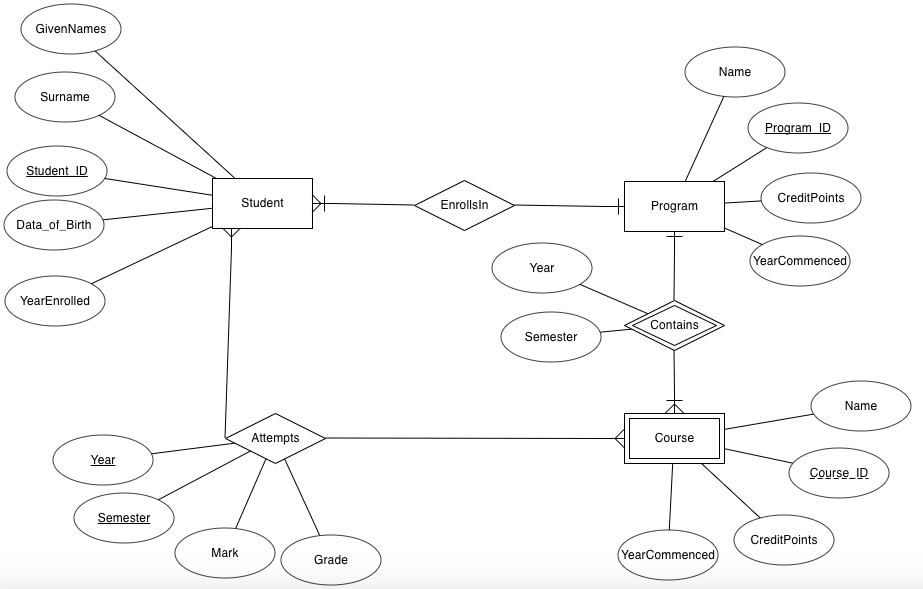 GivenNames
Surname
Student_ID
Data_of_Birth
YearEnrolled
Student
EnrollsIn
Program
Name
Program_ID
CreditPoints
YearCommenced
Year
Semester
Contains
Course
Name
Course_ID
CreditPoints
YearCommenced
Attempts
Year
Semester
Mark
Grade